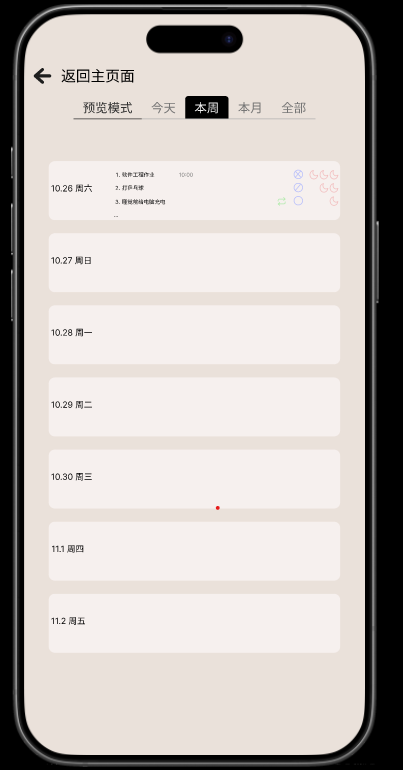 返回主页面
预览模式 今天 本周 本月 全部
10.26 周六
1. 软件工程作业 10:00
2. 打乒乓球
3. 睡觉前给电脑充电
...
10.27 周日
10.28 周一
10.29 周二
10.30 周三
11.1 周四
11.2 周五